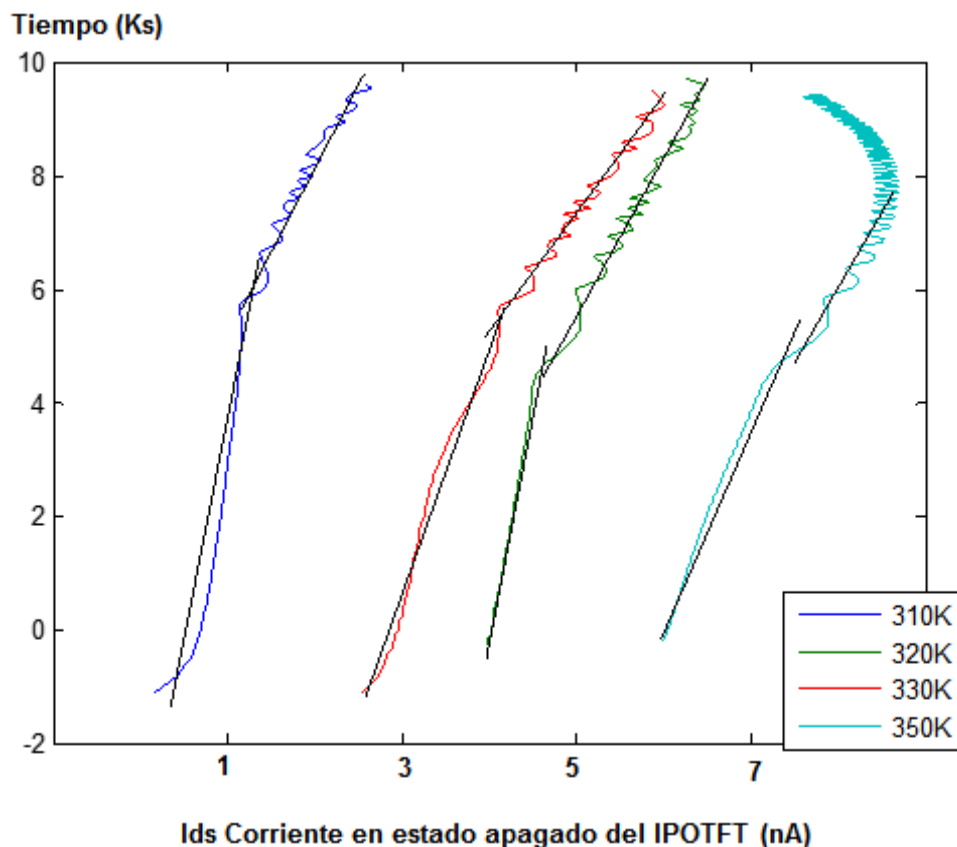 Tiempo (Ks)
10
8
6
4
2
0
-2
1
3
5
7
310K
320K
330K
350K
Ids Corriente en estado apagado del IPOTFT (nA)